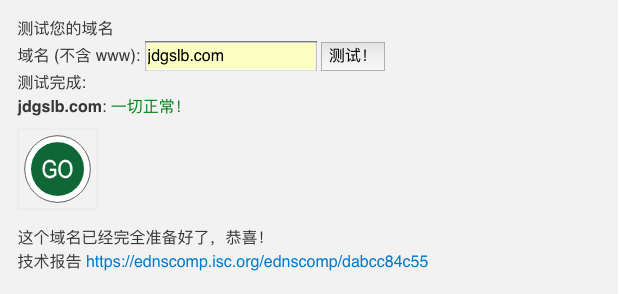 测试您的域名
域名 (不含 www): jdgslb.com 测试！
测试完成:
jdgslb.com: 一切正常！
GO
这个域名已经完全准备好了，恭喜！
技术报告 https://ednscomp.isc.org/ednscomp/dabcc84c55